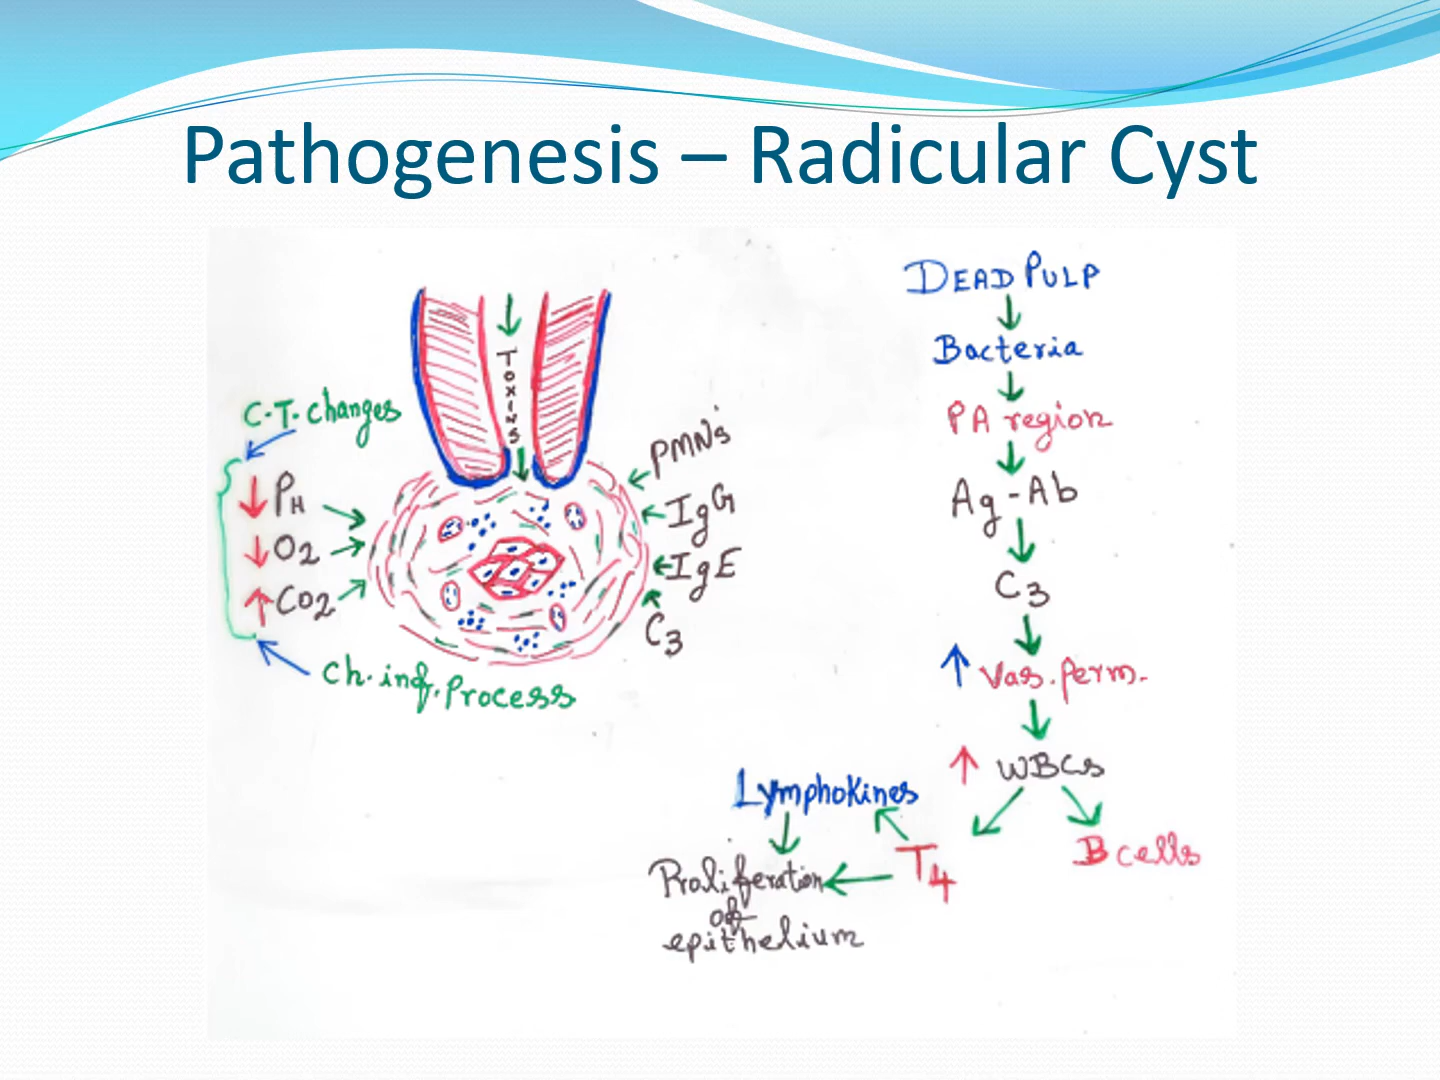 Pathogenesis – Radicular Cyst
DEAD PULP
Bacteria
PA region
Ag-Ab
C3
↑ Vas. perm.
↑ WBCs
B cells
T4
Lymphokines
Proliferation
of
epithelium
TOXINS
C.T. changes
↓ PH
↓ O2
↑ CO2
Ch. inf. Process
PMN's
IgG
IgE
C3